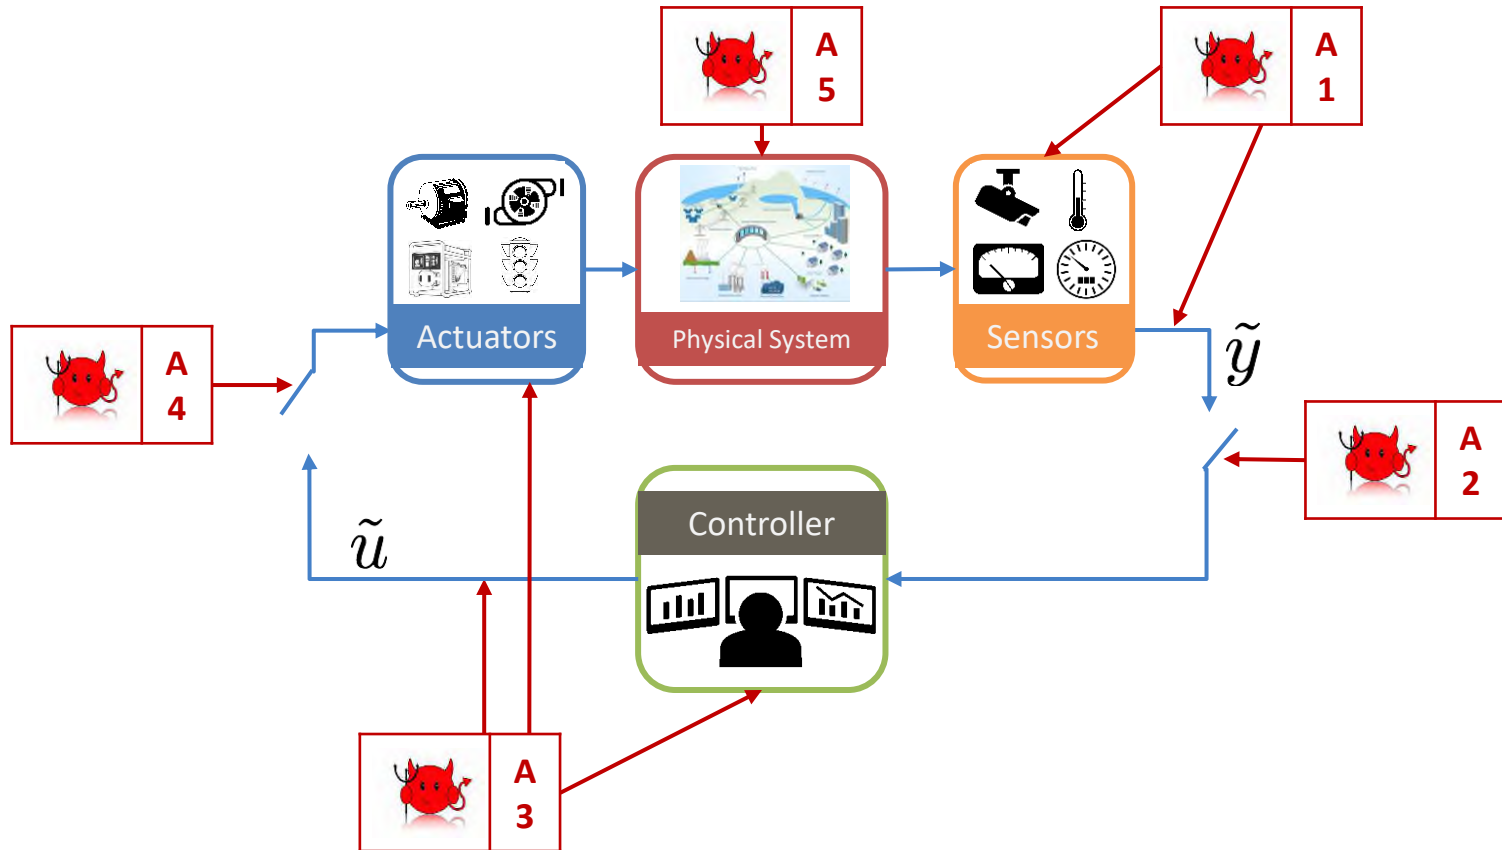 A
5
A
1
Actuators
Physical System
Sensors
ỹ
A
4
A
2
Controller
ũ
A
3